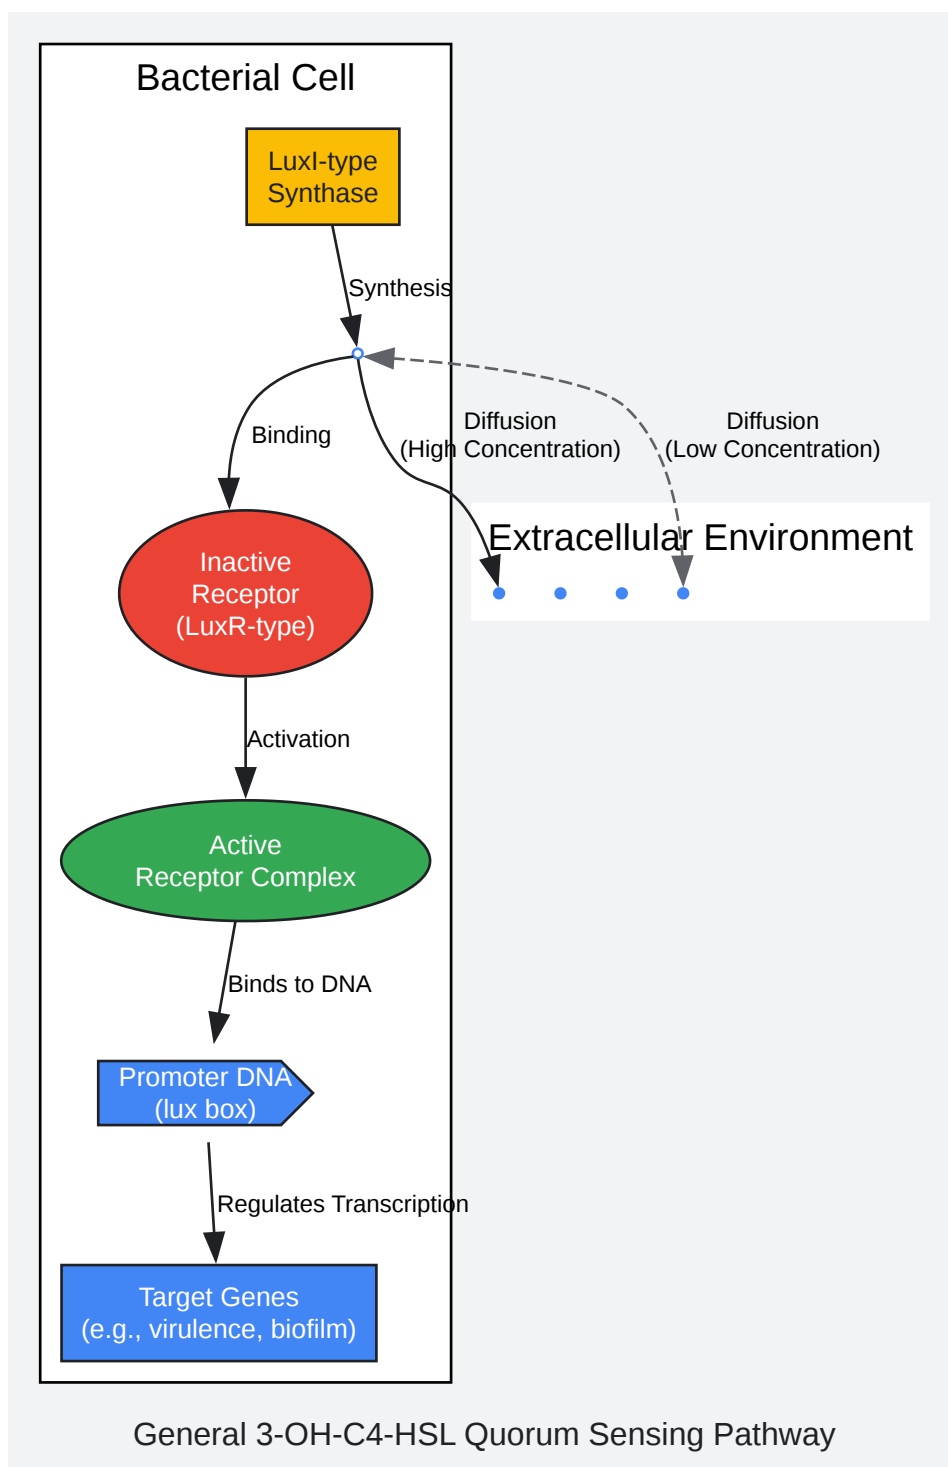 Bacterial Cell
LuxI-type
Synthase
Synthesis
Binding
Diffusion
(High Concentration)
Diffusion
(Low Concentration)
Extracellular Environment
Inactive
Receptor
(LuxR-type)
Activation
Active
Receptor Complex
Binds to DNA
Promoter DNA
(lux box)
Regulates Transcription
Target Genes
(e.g., virulence, biofilm)
General 3-OH-C4-HSL Quorum Sensing Pathway